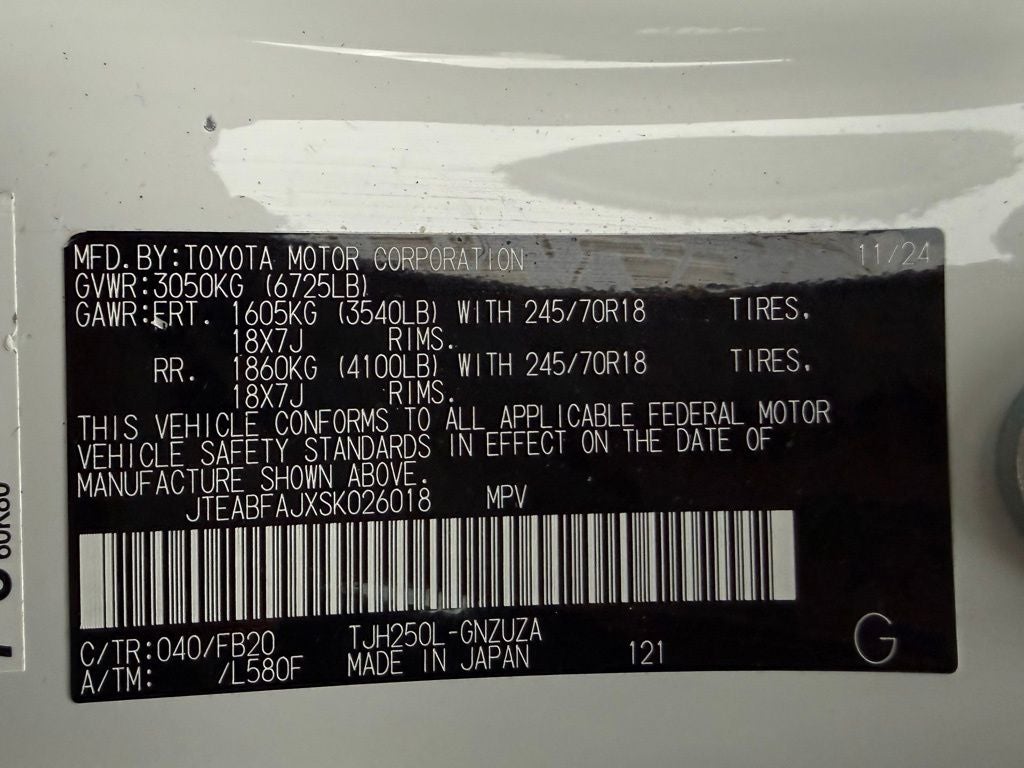 MFD. BY:TOYOTA MOTOR CORPORATION 11/24
GVWR:3050KG (6725LB)
GAWR:FRT. 1605KG (3540LB) WITH 245/70R18 TIRES.
18X7J RIMS.
RR. 1860KG (4100LB) WITH 245/70R18 TIRES.
18X7J RIMS.
THIS VEHICLE CONFORMS TO ALL APPLICABLE FEDERAL MOTOR
VEHICLE SAFETY STANDARDS IN EFFECT ON THE DATE OF
MANUFACTURE SHOWN ABOVE.
JTEABFAJXSK026018 MPV
C/TR:040/FB20 TJH250L-GNZUZA
A/TM: /L580F MADE IN JAPAN 121
G
60K80